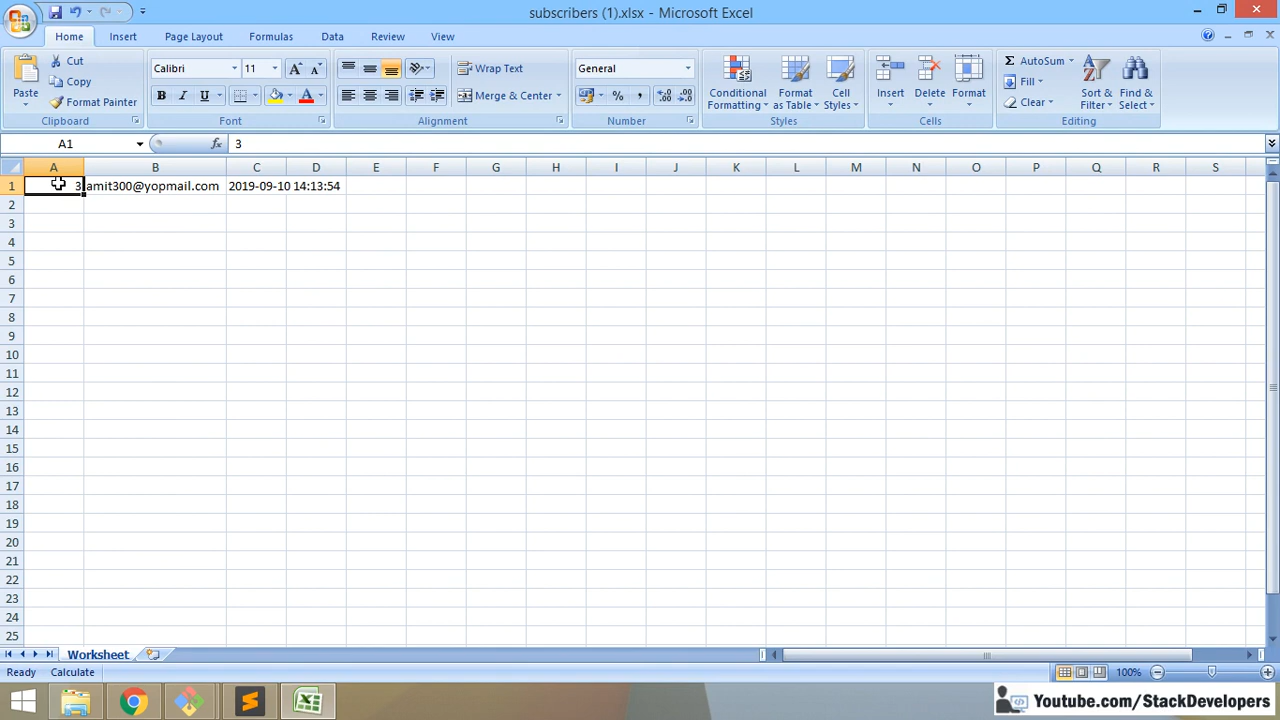 subscribers (1).xlsx - Microsoft Excel
Home Insert Page Layout Formulas Data Review View
Paste Cut Copy Format Painter Clipboard
Calibri 11 Font
Wrap Text Merge & Center Alignment
General Number
Conditional Formatting Format as Table Cell Styles Styles
Insert Delete Format Cells
AutoSum Fill Clear Sort & Filter Find & Select Editing
A1 fx 3
A B C D E F G H I J K L M N O P Q R S
1 3 amit300@yopmail.com 2019-09-10 14:13:54
2
3
4
5
6
7
8
9
10
11
12
13
14
15
16
17
18
19
20
21
22
23
24
25
Worksheet
Ready Calculate 100%
Youtube.com/StackDevelopers